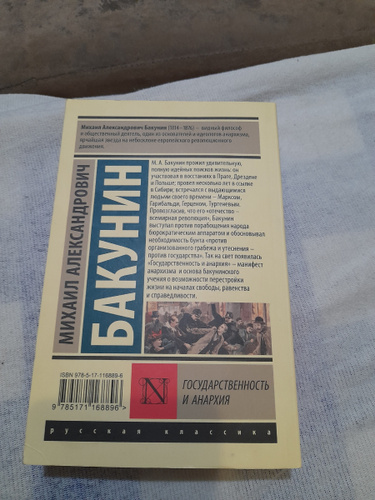 Михаил Александрович Бакунин (1814 - 1876) — видный философ
и общественный деятель, один из основателей и идеологов анархизма,
ярчайшая звезда на небосклоне европейского революционного
движения.
МИХАИЛ АЛЕКСАНДРОВИЧ
БАКУНИН
М. А. Бакунин прожил удивительную,
полную идейных поисков жизнь: он
участвовал в восстаниях в Праге, Дрездене
и Польше; провел несколько лет в ссылке
в Сибири; встречался с выдающимися
людьми своего времени — Марксом,
Гарибальди, Герценом, Тургеневым.
Провозглашая, что его «отечество –
всемирная революция», Бакунин
выступал против порабощения народа
бюрократическим аппаратом и обосновывал
необходимость бунта «против
организованного грабежа и угнетения —
против государства». Так на свет появилась
«Государственность и анархия» — манифест
анархизма и основа бакунинского
учения о возможности перестройки
жизни на началах свободы, равенства
и справедливости.
ISBN 978-5-17-116889-6
9 785171 168896 >
N
ГОСУДАРСТВЕННОСТЬ
И АНАРХИЯ
русская классика